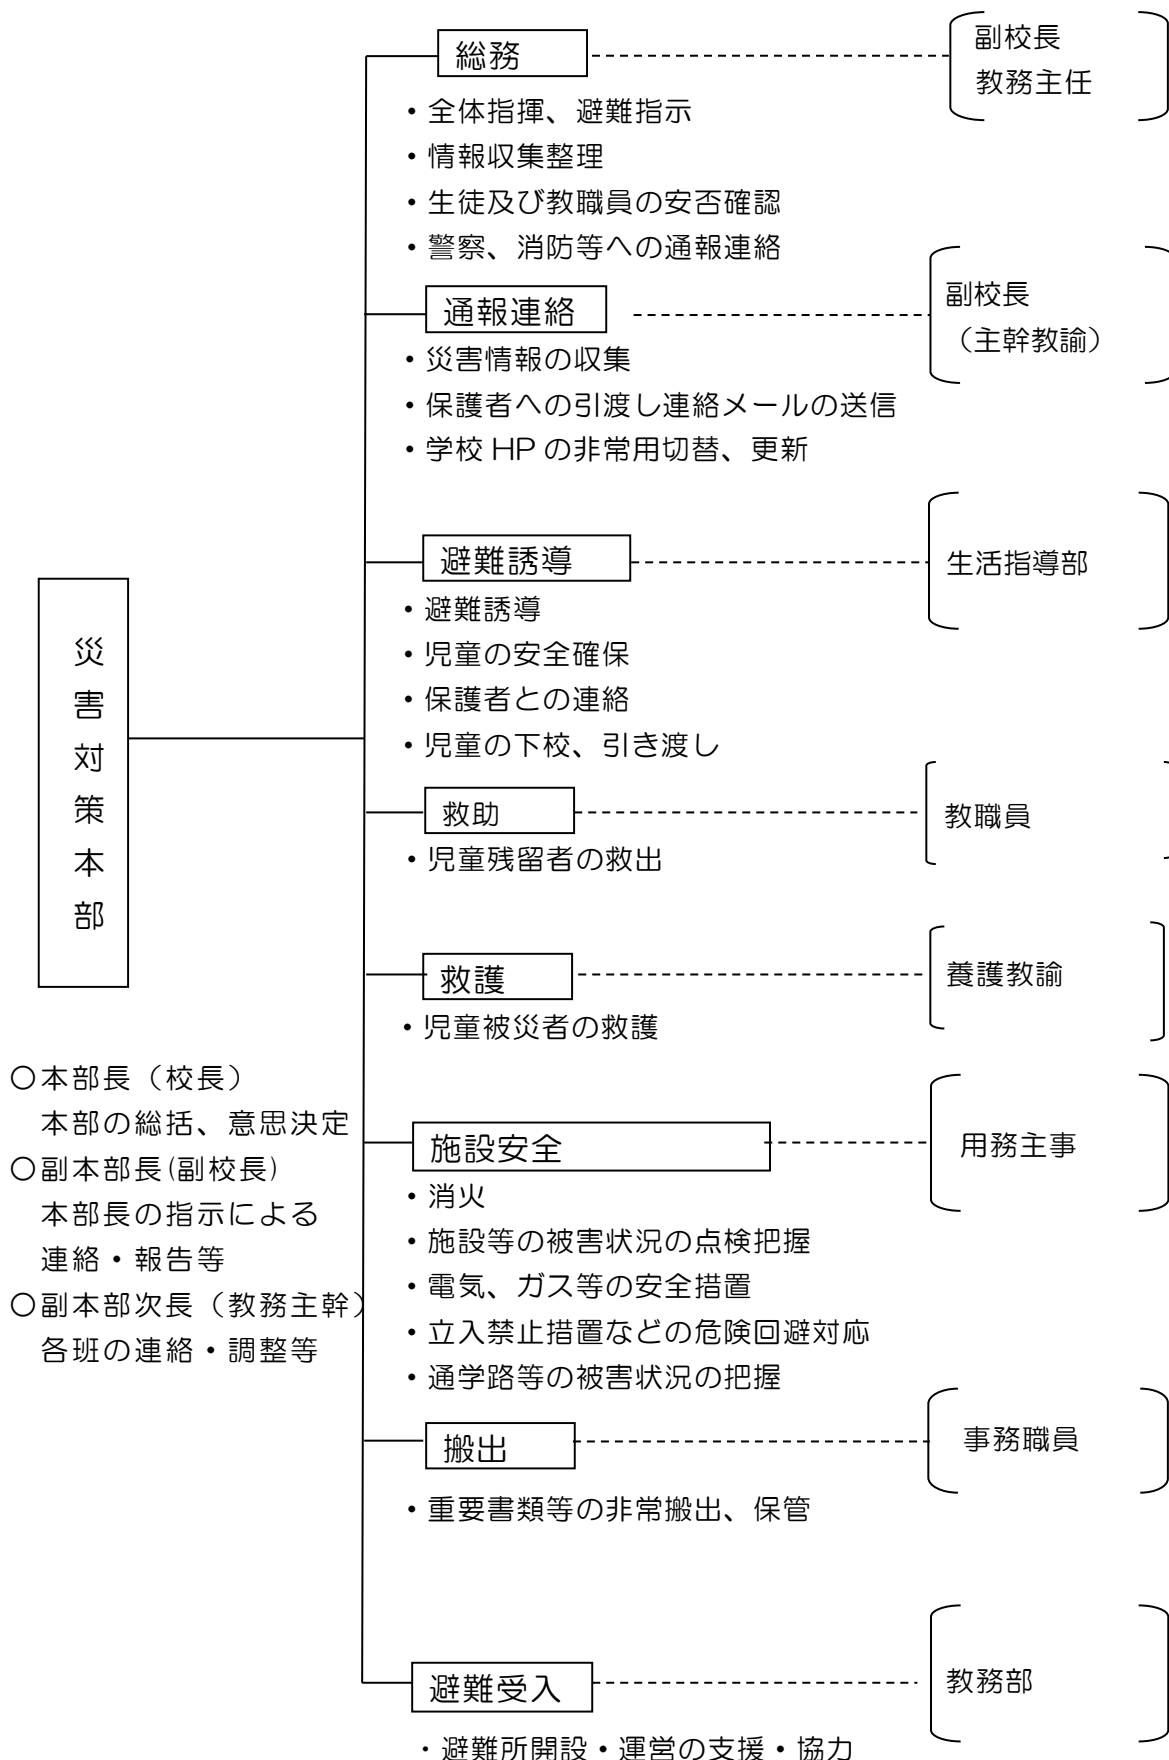 総務
副校長
教務主任
・全体指揮、避難指示
・情報収集整理
・生徒及び教職員の安否確認
・警察、消防等への通報連絡
通報連絡
副校長
（主幹教諭）
・災害情報の収集
・保護者への引渡し連絡メールの送信
・学校 HP の非常用切替、更新
避難誘導
生活指導部
・避難誘導
・児童の安全確保
・保護者との連絡
・児童の下校、引き渡し
災害対策本部
救助
教職員
・児童残留者の救出
救護
養護教諭
・児童被災者の救護
〇本部長（校長）
本部の総括、意思決定
〇副本部長(副校長)
本部長の指示による
連絡・報告等
〇副本部次長（教務主幹）
各班の連絡・調整等
施設安全
用務主事
・消火
・施設等の被害状況の点検把握
・電気、ガス等の安全措置
・立入禁止措置などの危険回避対応
・通学路等の被害状況の把握
搬出
事務職員
・重要書類等の非常搬出、保管
避難受入
教務部
・避難所開設・運営の支援・協力